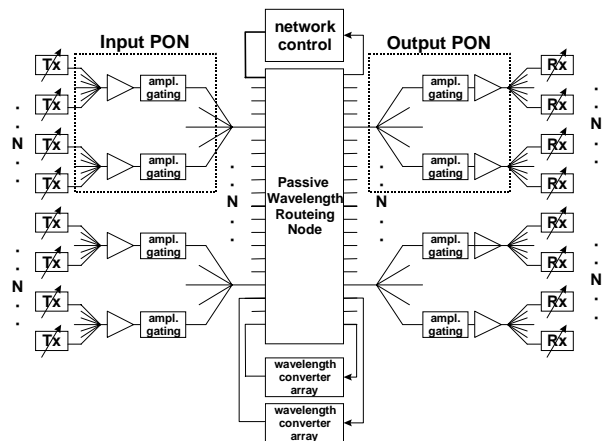 network
control
Input PON
Output PON
Tx
Tx
Tx
Tx
Tx
Tx
Tx
Tx
N
N
ampl.
gating
ampl.
gating
ampl.
gating
ampl.
gating
N
Passive
Wavelength
Routeing
Node
N
ampl.
gating
ampl.
gating
ampl.
gating
ampl.
gating
Rx
Rx
Rx
Rx
Rx
Rx
Rx
Rx
N
N
wavelength
converter
array
wavelength
converter
array